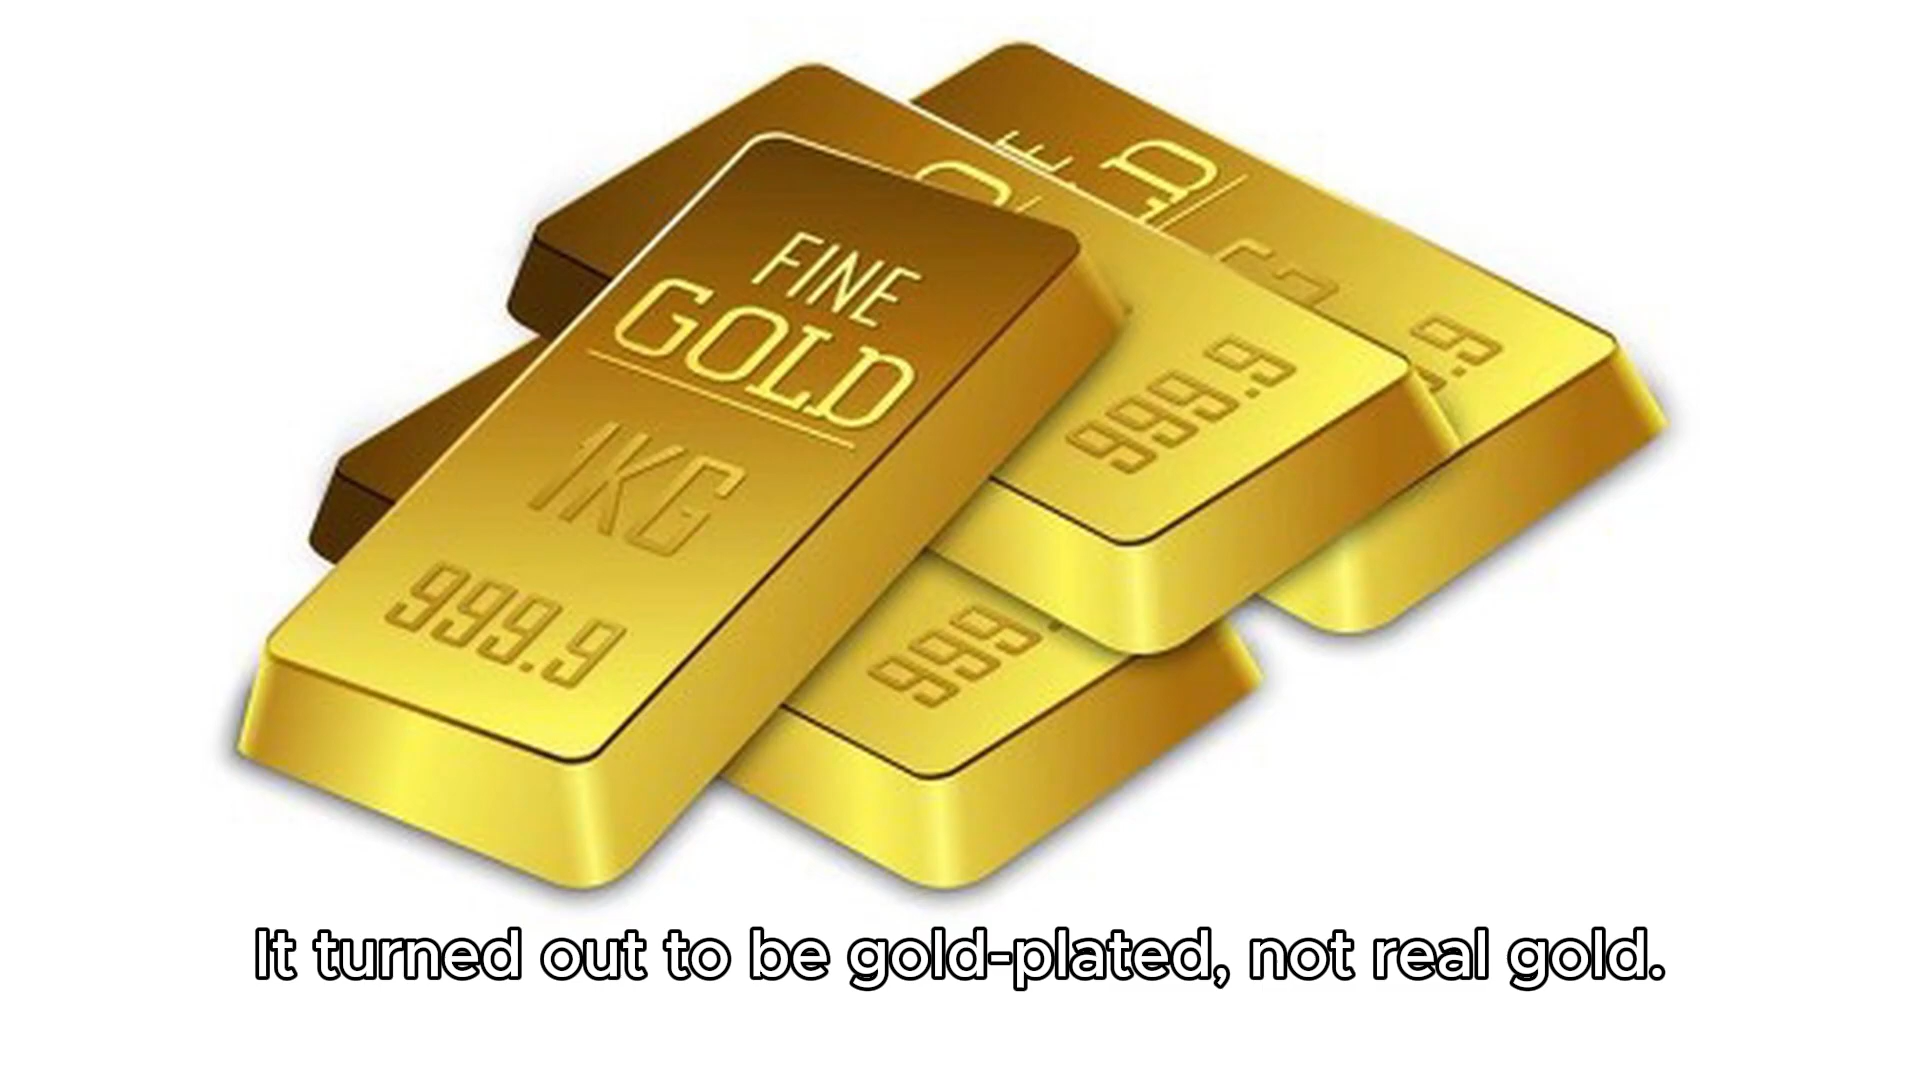 FINE
GOLD
1KG
999.9
999.9
999
It turned out to be gold-plated, not real gold.